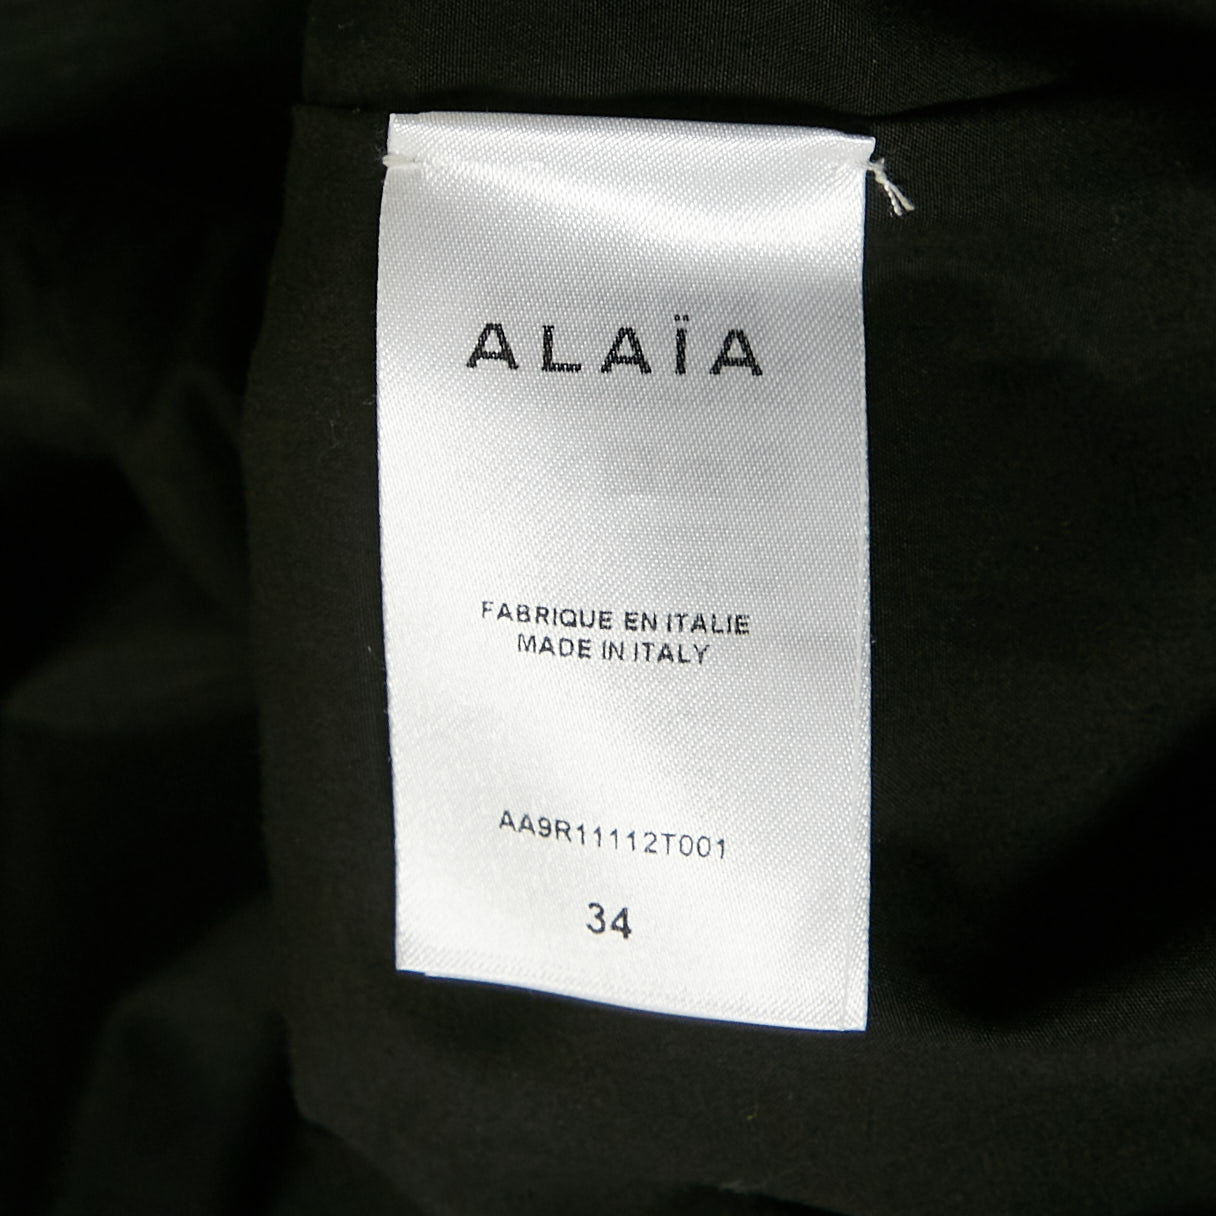 ALAÏA
FABRIQUE EN ITALIE
MADE IN ITALY
AA9R11112T001
34